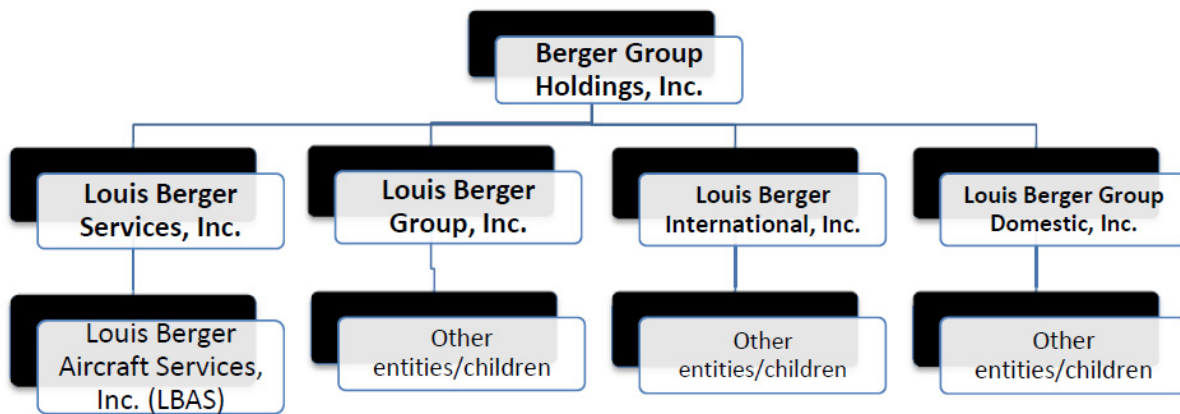 Berger Group
Holdings, Inc.
Louis Berger
Services, Inc.
Louis Berger
Group, Inc.
Louis Berger
International, Inc.
Louis Berger Group
Domestic, Inc.
Louis Berger
Aircraft Services,
Inc. (LBAS)
Other
entities/children
Other
entities/children
Other
entities/children